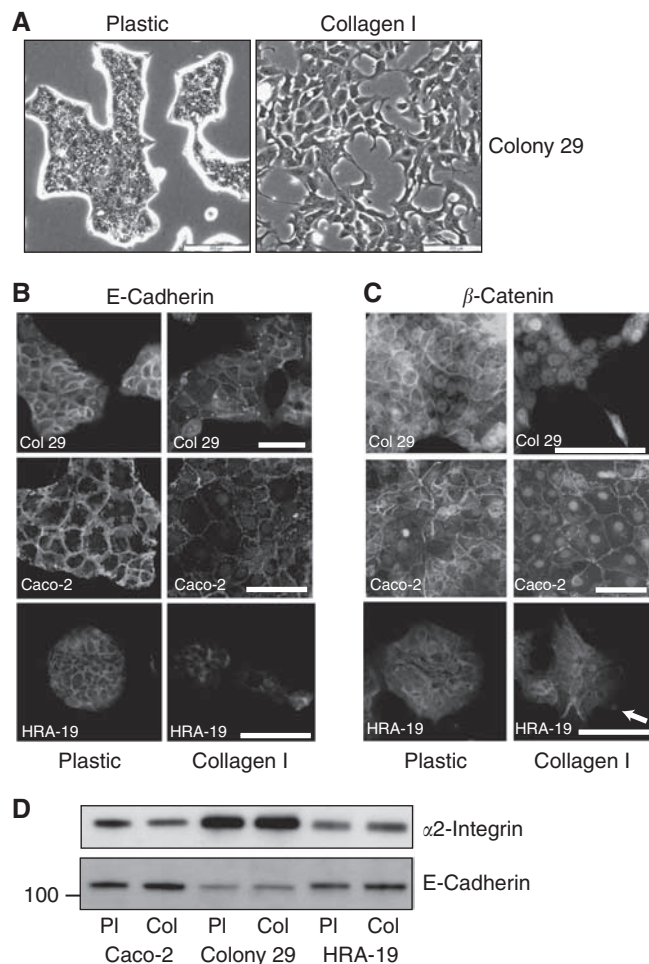 A
Plastic
Collagen I
Colony 29
B
E-Cadherin
Col 29
Col 29
Caco-2
Caco-2
HRA-19
HRA-19
Plastic
Collagen I
C
β-Catenin
Col 29
Col 29
Caco-2
Caco-2
HRA-19
HRA-19
Plastic
Collagen I
D
α2-Integrin
100
E-Cadherin
Pl Col Pl Col Pl Col
Caco-2 Colony 29 HRA-19